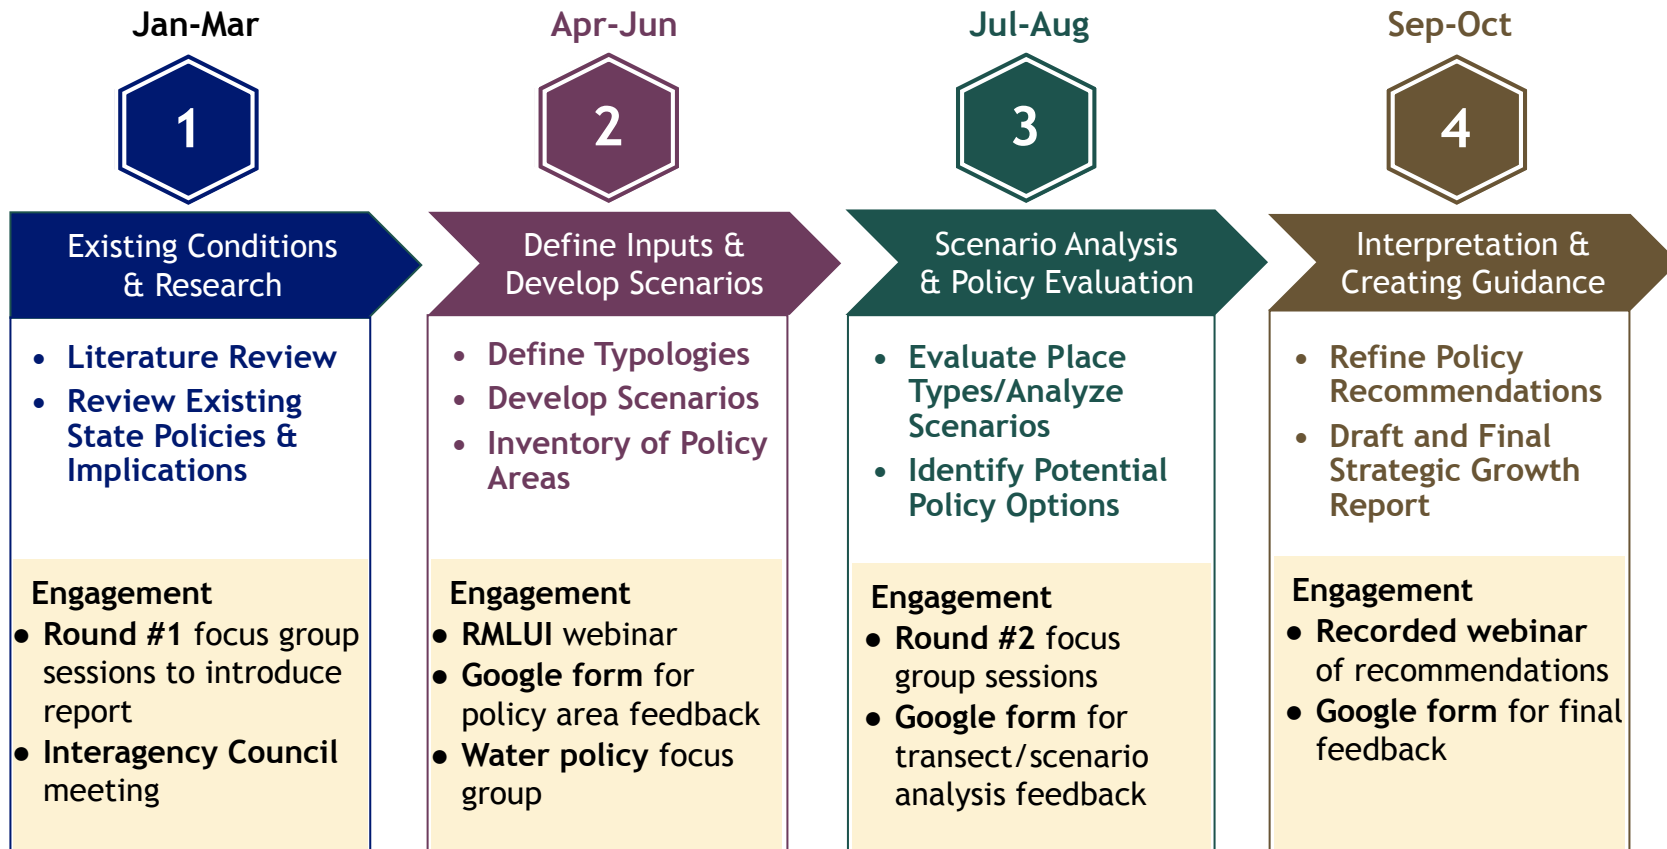 Jan-Mar
1
Existing Conditions
& Research
• Literature Review
• Review Existing
State Policies &
Implications
Engagement
● Round #1 focus group
sessions to introduce
report
● Interagency Council
meeting
Apr-Jun
2
Define Inputs &
Develop Scenarios
• Define Typologies
• Develop Scenarios
• Inventory of Policy
Areas
Engagement
● RMLUI webinar
● Google form for
policy area feedback
● Water policy focus
group
Jul-Aug
3
Scenario Analysis
& Policy Evaluation
• Evaluate Place
Types/Analyze
Scenarios
• Identify Potential
Policy Options
Engagement
● Round #2 focus
group sessions
● Google form for
transect/scenario
analysis feedback
Sep-Oct
4
Interpretation &
Creating Guidance
• Refine Policy
Recommendations
• Draft and Final
Strategic Growth
Report
Engagement
● Recorded webinar
of recommendations
● Google form for final
feedback